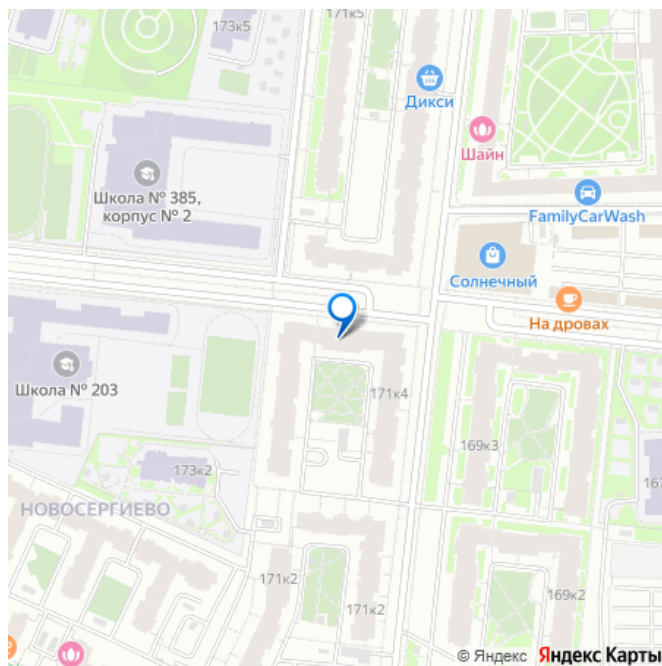 173к5
171к5
Дикси
Шайн
Школа № 385,
корпус № 2
FamilyCarWash
Солнечный
На дровах
Школа № 203
171к4
169к3
173к2
167
НОВОСЕРГИЕВО
171к2
171к2
169к2
© Яндекс Яндекс Карты